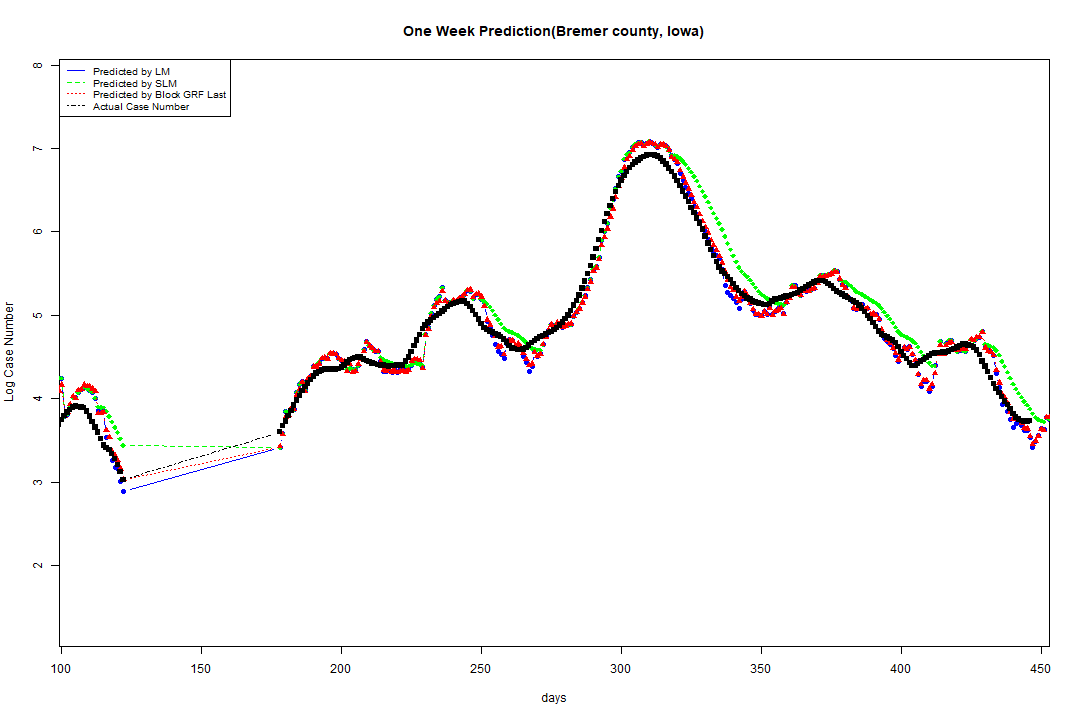 One Week Prediction(Bremer county, Iowa)
Predicted by LM
Predicted by SLM
Predicted by Block GRF Last
Actual Case Number
8
7
6
5
4
3
2
Log Case Number
100 150 200 250 300 350 400 450
days